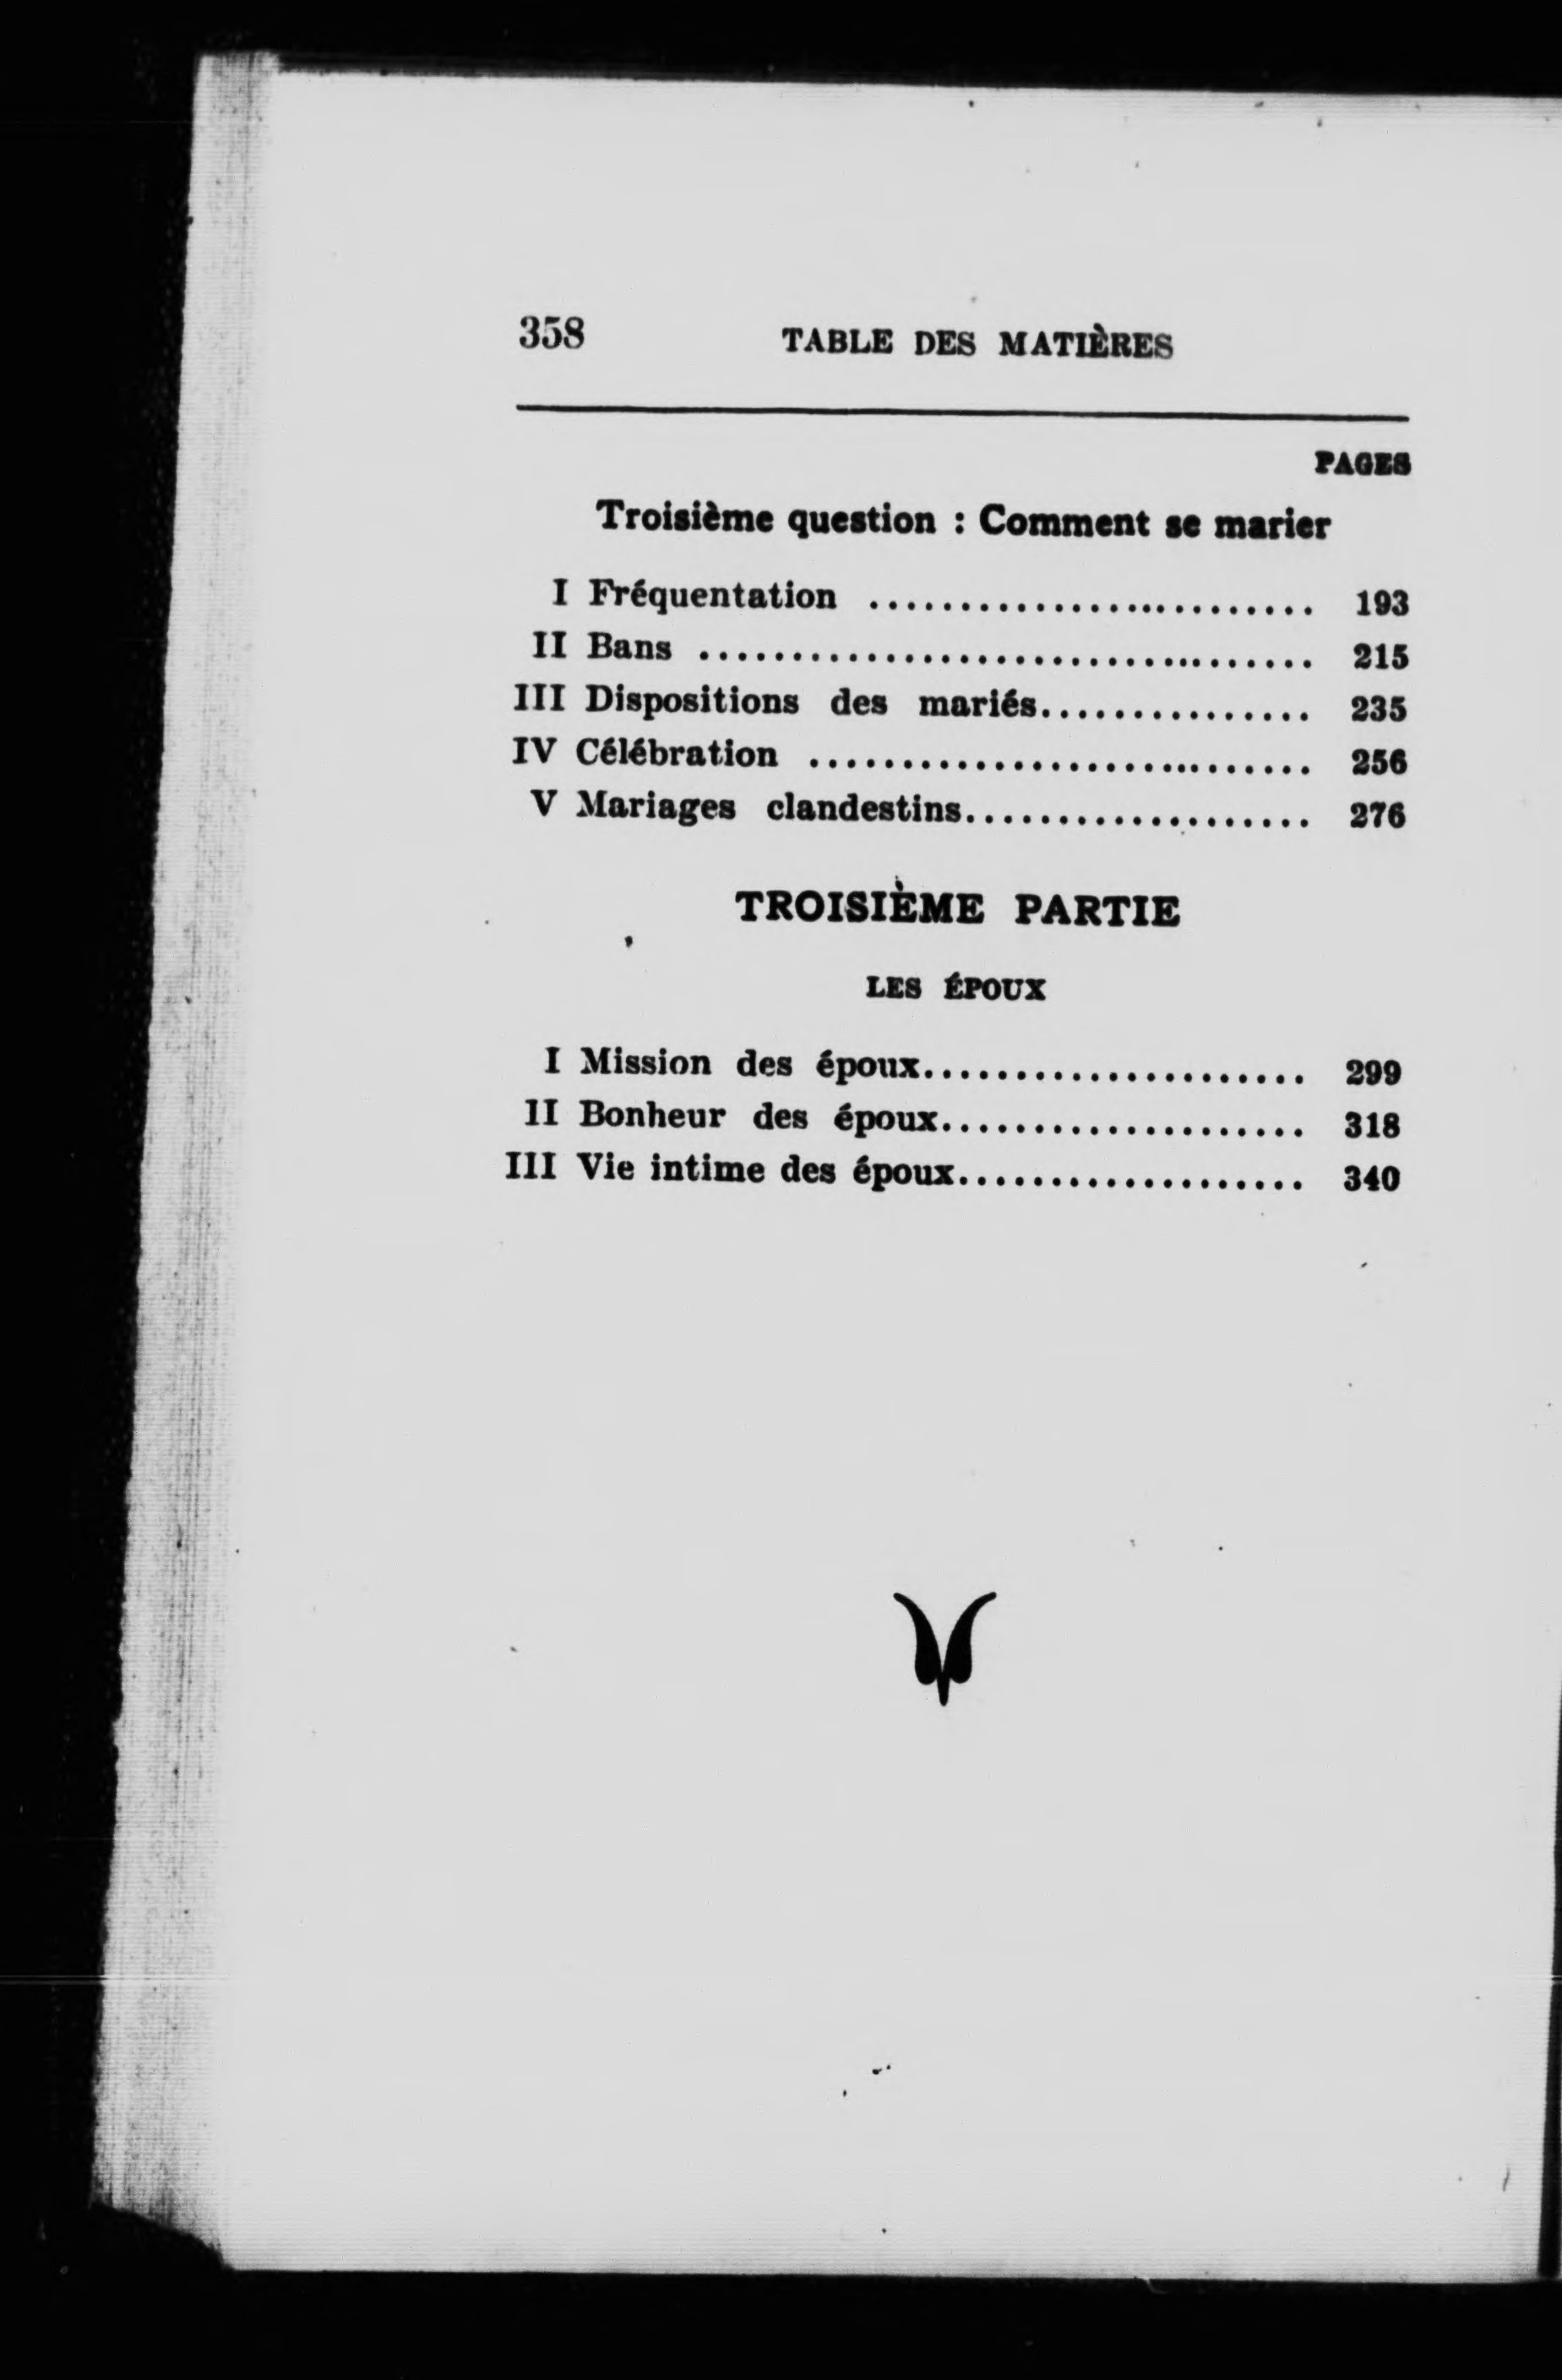 358 TABLE DES MATIÈRES
PAGES
Troisième question : Comment se marier
I Fréquentation ........................ 193
II Bans ................................. 215
III Dispositions des mariés............... 235
IV Célébration ........................... 256
V Mariages clandestins................... 276
TROISIÈME PARTIE
LES ÉPOUX
I Mission des époux..................... 299
II Bonheur des époux.................... 318
III Vie intime des époux................... 340